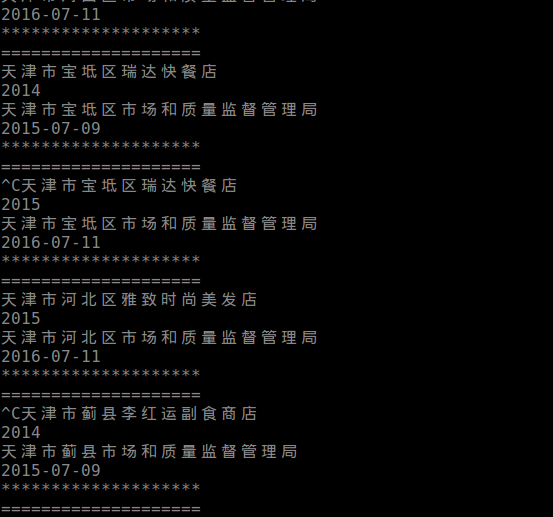 2016-07-11
********************
====================
天津市宝坻区瑞达快餐店
2014
天津市宝坻区市场和质量监督管理局
2015-07-09
********************
====================
^C天津市宝坻区瑞达快餐店
2015
天津市宝坻区市场和质量监督管理局
2016-07-11
********************
====================
天津市河北区雅致时尚美发店
2015
天津市河北区市场和质量监督管理局
2016-07-11
********************
====================
^C天津市蓟县李红运副食商店
2014
天津市蓟县市场和质量监督管理局
2015-07-09
********************
====================